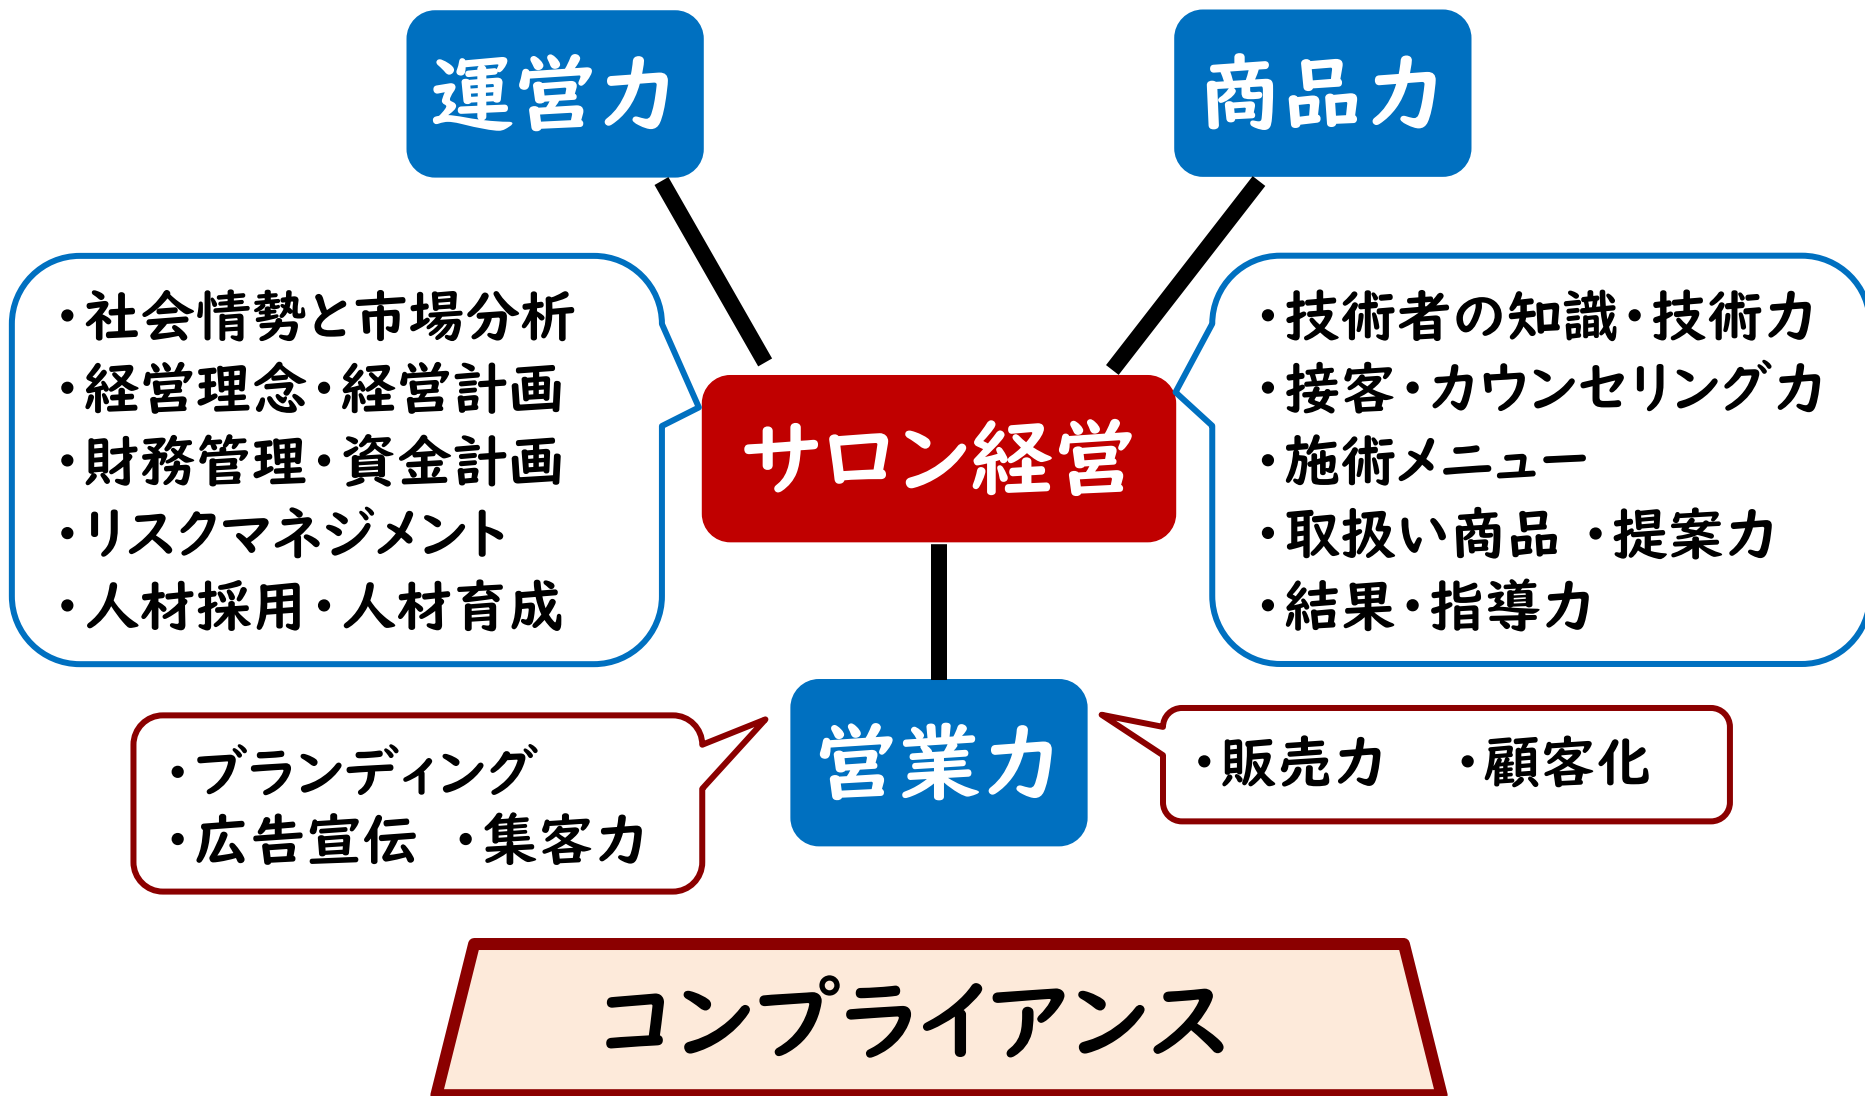 運営力
商品力
・社会情勢と市場分析
・経営理念・経営計画
・財務管理・資金計画
・リスクマネジメント
・人材採用・人材育成
・技術者の知識・技術力
・接客・カウンセリング力
・施術メニュー
・取扱い商品 ・提案力
・結果・指導力
サロン経営
営業力
・ブランディング
・広告宣伝 ・集客力
・販売力 ・顧客化
コンプライアンス